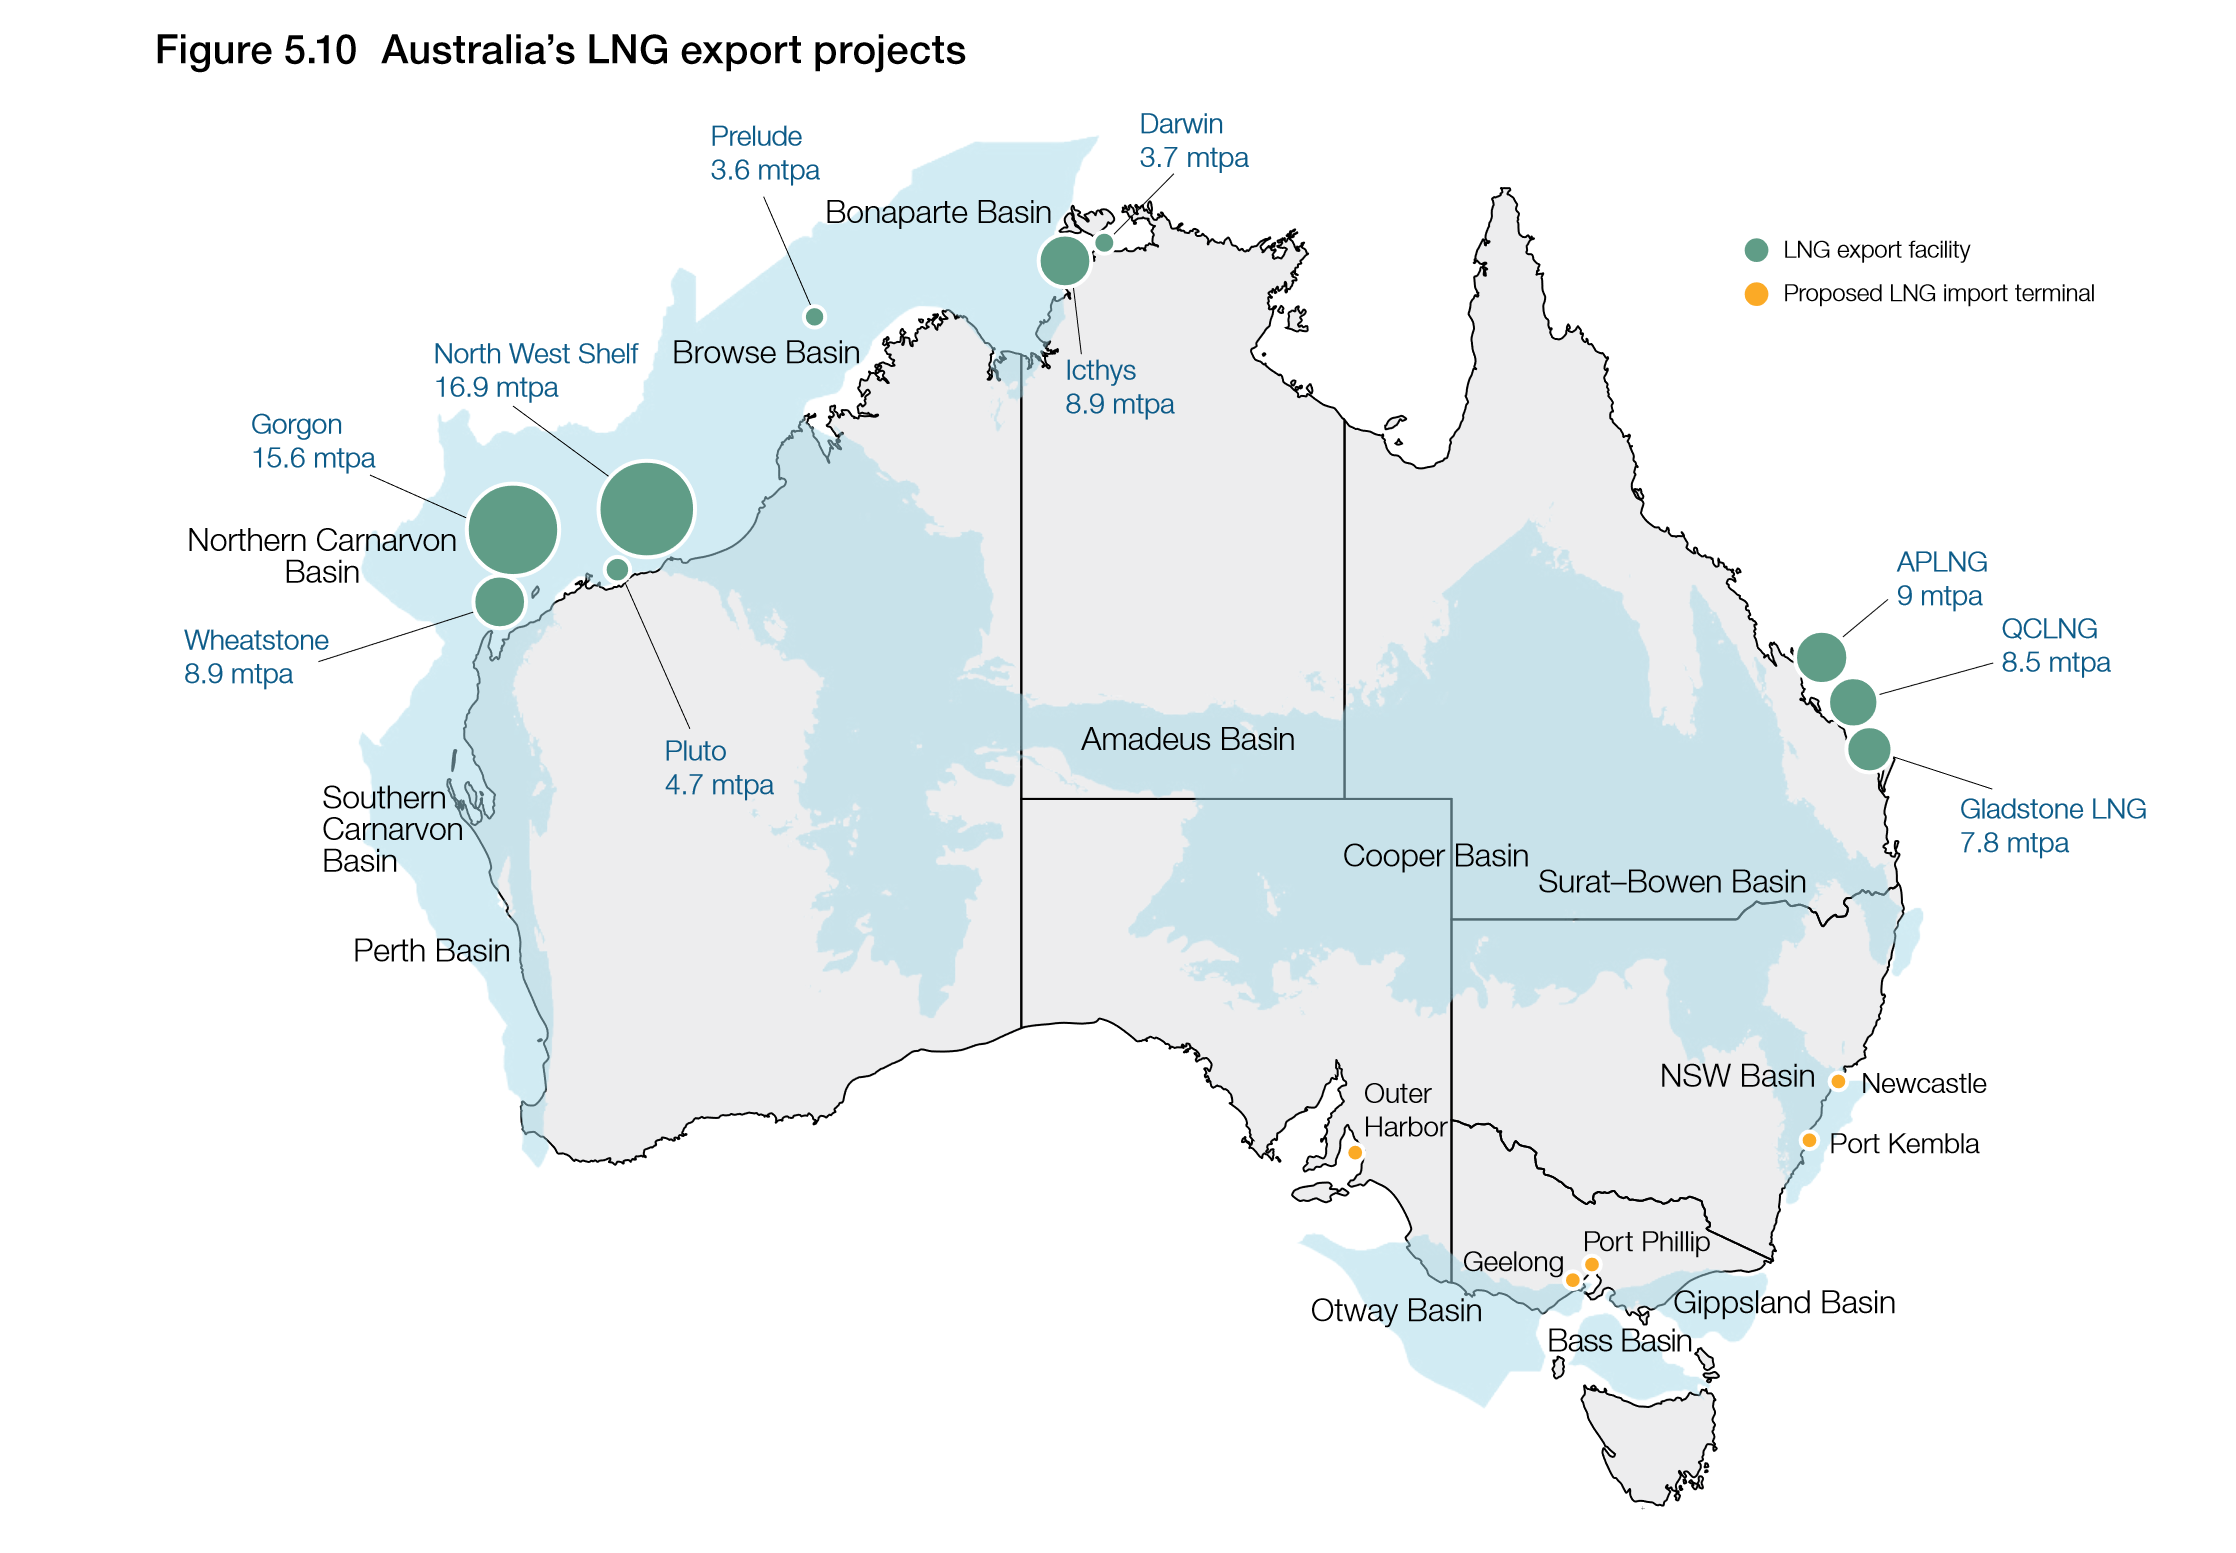 Figure 5.10  Australia’s LNG export projects
Darwin
3.7 mtpa
Prelude
3.6 mtpa
Bonaparte Basin
LNG export facility
Proposed LNG import terminal
North West Shelf
16.9 mtpa
Browse Basin
Icthys
8.9 mtpa
Gorgon
15.6 mtpa
Northern Carnarvon
Basin
APLNG
9 mtpa
QCLNG
8.5 mtpa
Wheatstone
8.9 mtpa
Pluto
4.7 mtpa
Amadeus Basin
Southern
Carnarvon
Basin
Gladstone LNG
7.8 mtpa
Cooper Basin
Surat–Bowen Basin
Perth Basin
NSW Basin
Newcastle
Outer
Harbor
Port Kembla
Port Phillip
Geelong
Otway Basin
Gippsland Basin
Bass Basin